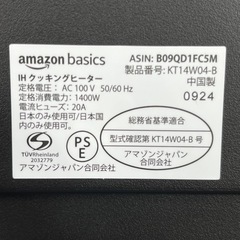 amazon basics
IH クッキングヒーター
定格電圧：AC 100 V　50/60 Hz
定格消費電力：1400W
電流ヒューズ：20A
日本のみ使用可/日本国
内のみで使用可
ASIN: B09QD1FC5M
製品番号：KT14W04-B
中国製
0924
TÜVRheinland
2032779
PS
E
アマゾンジャパン
合同会社
総務省基準適合
型式確認第 KT14W04-B 号
アマゾンジャパン合同会社